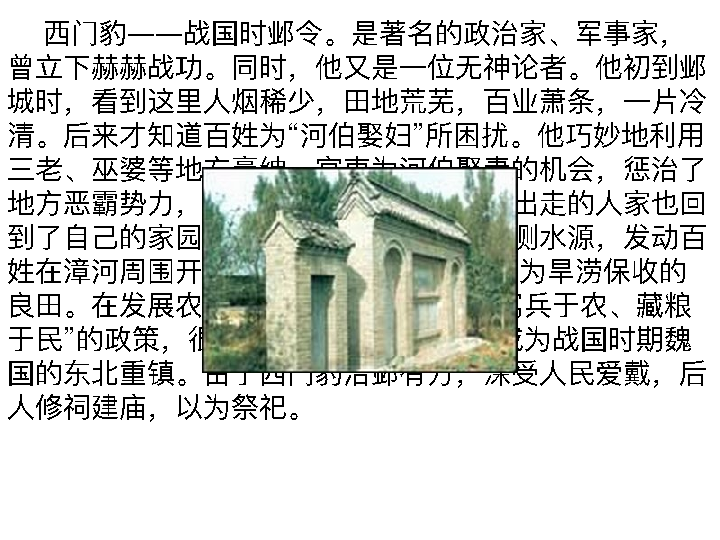 西门豹——战国时邺令。是著名的政治家、军事家，
曾立下赫赫战功。同时，他又是一位无神论者。他初到邺
城时，看到这里人烟稀少，田地荒芜，百业萧条，一片冷
清。后来才知道百姓为“河伯娶妇”所困扰。他巧妙地利用
三老、巫婆等地方豪绅、官吏为河伯娶妻的机会，惩治了
地方恶霸势力，出走的人家也回
到了自己的家园测水源，发动百
姓在漳河周围开为旱涝保收的
良田。在发展农寓兵于农、藏粮
于民”的政策，很成为战国时期魏
国的东北重镇。由于西门豹治邺有方，深受人民爱戴，后
人修祠建庙，以为祭祀。